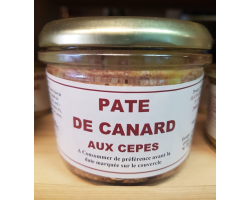 PATE
DE CANARD
AUX CEPES
A Consommer de préférence avant la
date marquée sur le couvercle.